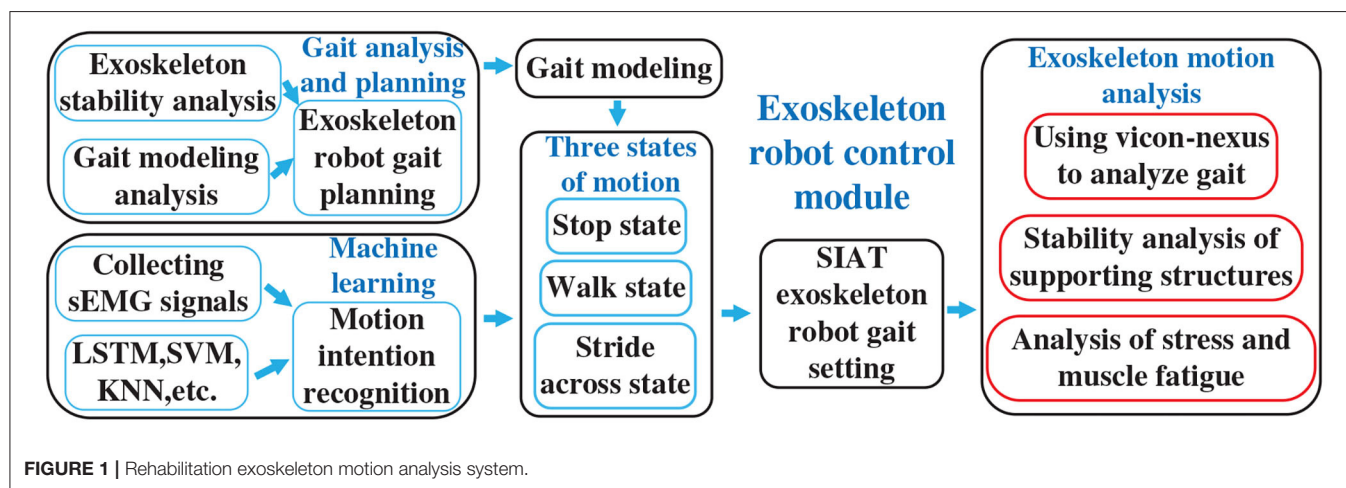 Gait analysis
and planning
Exoskeleton
stability analysis
Gait modeling
analysis
Exoskeleton
robot gait
planning
Machine
learning
Collecting
sEMG signals
LSTM,SVM,
KNN,etc.
Motion
intention
recognition
Gait modeling
Three states
of motion
Stop state
Walk state
Stride
across state
Exoskeleton
robot control
module
SIAT
exoskeleton
robot gait
setting
Exoskeleton motion
analysis
Using vicon-nexus
to analyze gait
Stability analysis of
supporting structures
Analysis of stress and
muscle fatigue
FIGURE 1 | Rehabilitation exoskeleton motion analysis system.